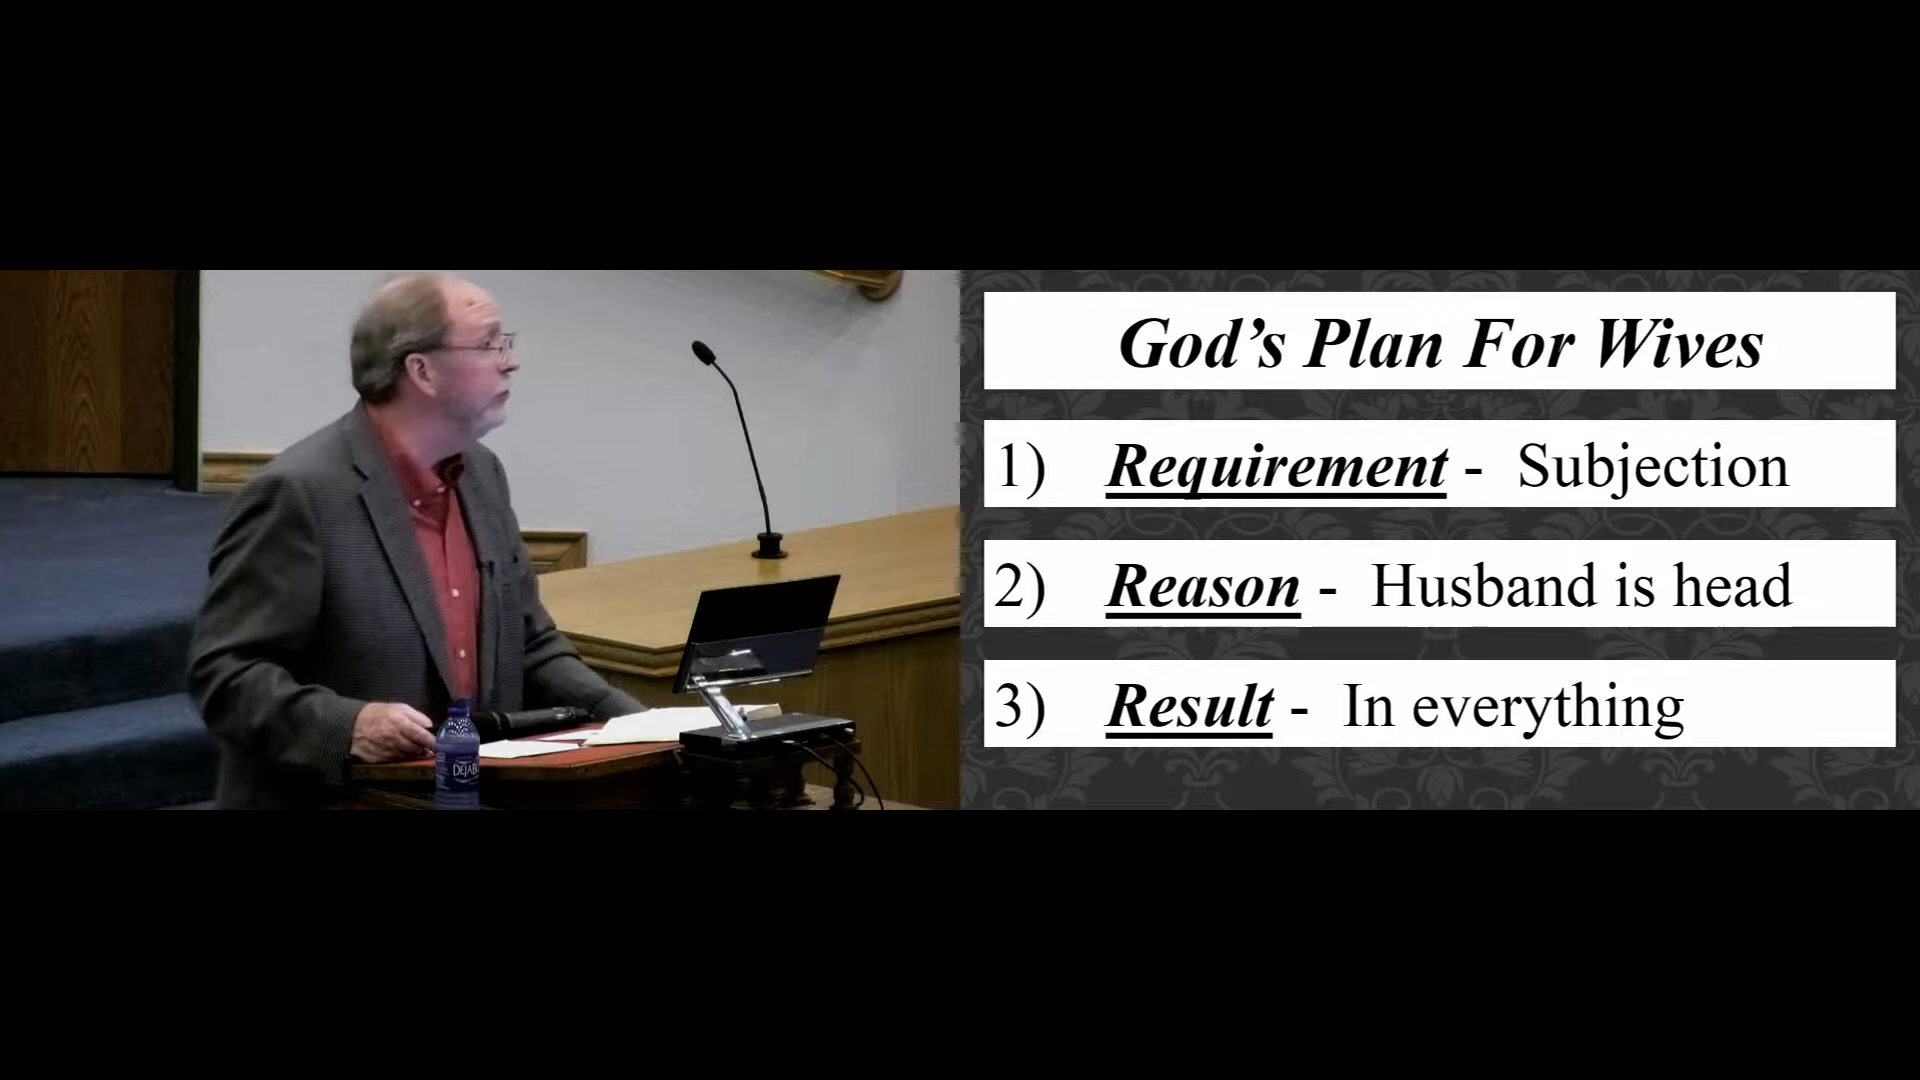 God's Plan For Wives
1) Requirement - Subjection
2) Reason - Husband is head
3) Result - In everything